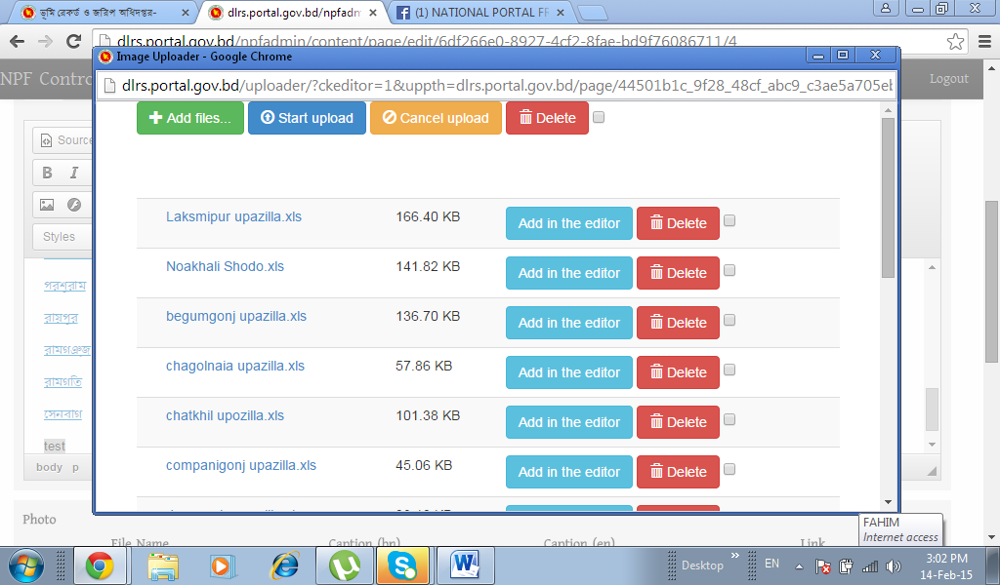 ভূমি রেকর্ড ও জরিপ অধিদপ্তর-
dlrs.portal.gov.bd/npfadm
(1) NATIONAL PORTAL FR
dlrs.portal.gov.bd/npfadmin/content/page/edit/6df266e0-8927-4cf2-8fae-bd9f76086711/4
Image Uploader - Google Chrome
dlrs.portal.gov.bd/uploader/?ckeditor=1&uppth=dlrs.portal.gov.bd/page/44501b1c_9f28_48cf_abc9_c3ae5a705eb
NPF Contro
Logout
Add files...
Start upload
Cancel upload
Delete
Source
B I
Styles
Laksmipur upazilla.xls 166.40 KB Add in the editor Delete
Noakhali Shodo.xls 141.82 KB Add in the editor Delete
begumgonj upazilla.xls 136.70 KB Add in the editor Delete
chagolnaia upazilla.xls 57.86 KB Add in the editor Delete
chatkhil upozilla.xls 101.38 KB Add in the editor Delete
companigonj upazilla.xls 45.06 KB Add in the editor Delete
পরশুরাম
রায়পুর
রামগঞ্জ
রামগতি
সেনবাগ
test
body p
Photo
File Name Caption (bn) Caption (en) Link
FAHIM
Internet access
Desktop
EN
3:02 PM
14-Feb-15